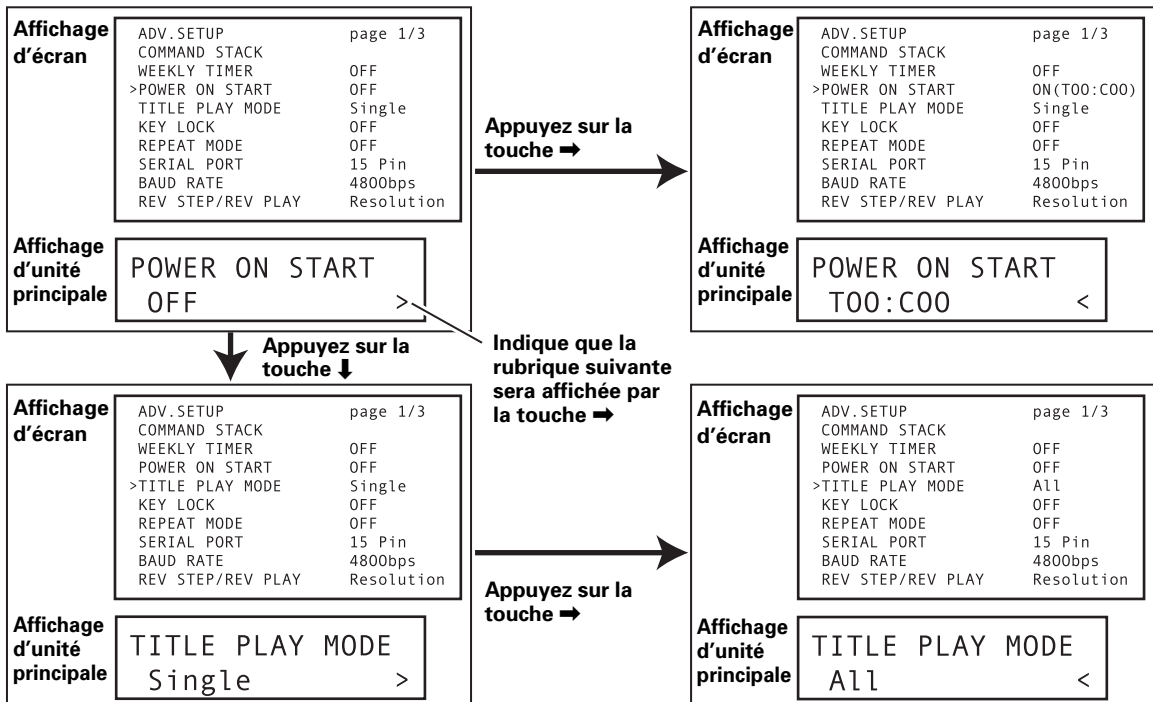 Affichage
d'écran
ADV.SETUP page 1/3
COMMAND STACK
WEEKLY TIMER OFF
>POWER ON START OFF
TITLE PLAY MODE Single
KEY LOCK OFF
REPEAT MODE OFF
SERIAL PORT 15 Pin
BAUD RATE 4800bps
REV STEP/REV PLAY Resolution
Affichage
d'unité
principale
POWER ON START
OFF >
Appuyez sur la
touche ➡
Affichage
d'écran
ADV.SETUP page 1/3
COMMAND STACK
WEEKLY TIMER OFF
>POWER ON START ON(T00:C00)
TITLE PLAY MODE Single
KEY LOCK OFF
REPEAT MODE OFF
SERIAL PORT 15 Pin
BAUD RATE 4800bps
REV STEP/REV PLAY Resolution
Affichage
d'unité
principale
POWER ON START
T00:C00 <
Appuyez sur la
touche ⬇
Indique que la
rubrique suivante
sera affichée par
la touche ➡
Affichage
d'écran
ADV.SETUP page 1/3
COMMAND STACK
WEEKLY TIMER OFF
POWER ON START OFF
>TITLE PLAY MODE Single
KEY LOCK OFF
REPEAT MODE OFF
SERIAL PORT 15 Pin
BAUD RATE 4800bps
REV STEP/REV PLAY Resolution
Affichage
d'unité
principale
TITLE PLAY MODE
Single >
Appuyez sur la
touche ➡
Affichage
d'écran
ADV.SETUP page 1/3
COMMAND STACK
WEEKLY TIMER OFF
POWER ON START OFF
>TITLE PLAY MODE All
KEY LOCK OFF
REPEAT MODE OFF
SERIAL PORT 15 Pin
BAUD RATE 4800bps
REV STEP/REV PLAY Resolution
Affichage
d'unité
principale
TITLE PLAY MODE
All <